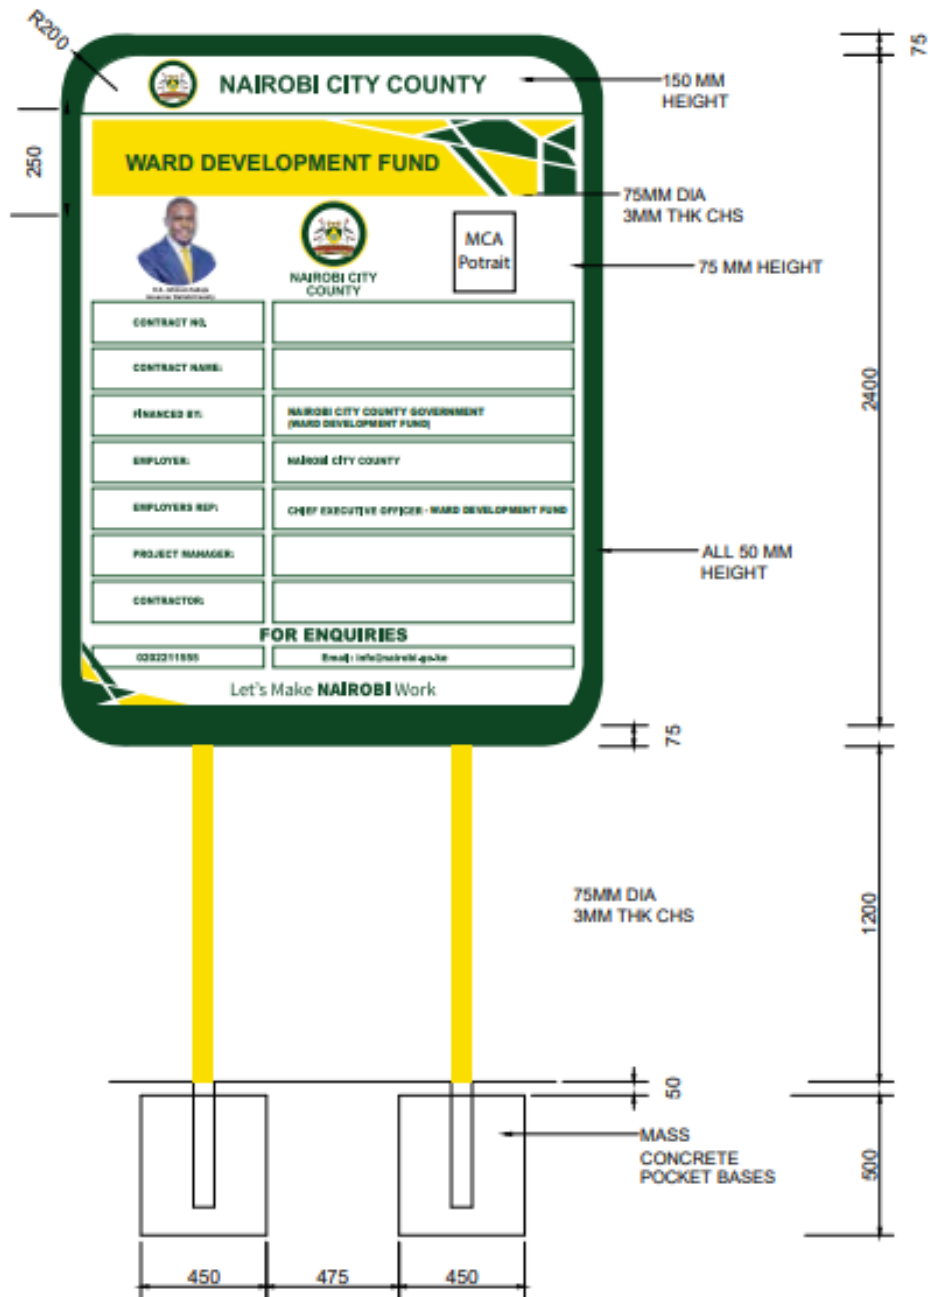 R200
75
NAIROBI CITY COUNTY
150 MM
HEIGHT
250
WARD DEVELOPMENT FUND
75MM DIA
3MM THK CHS
MCA
Potrait
75 MM HEIGHT
NAIROBI CITY
COUNTY
CONTRACT NO.
CONTRACT NAME:
2400
FINANCED BY:
NAIROBI CITY COUNTY GOVERNMENT
(WARD DEVELOPMENT FUND)
EMPLOYER:
NAIROBI CITY COUNTY
EMPLOYERS REP:
CHIEF EXECUTIVE OFFICER - WARD DEVELOPMENT FUND
PROJECT MANAGER:
ALL 50 MM
HEIGHT
CONTRACTOR:
FOR ENQUIRIES
Email: info@nairobi.go.ke
Let's Make NAIROBI Work
75
75MM DIA
3MM THK CHS
1200
50
MASS
CONCRETE
POCKET BASES
500
450
475
450